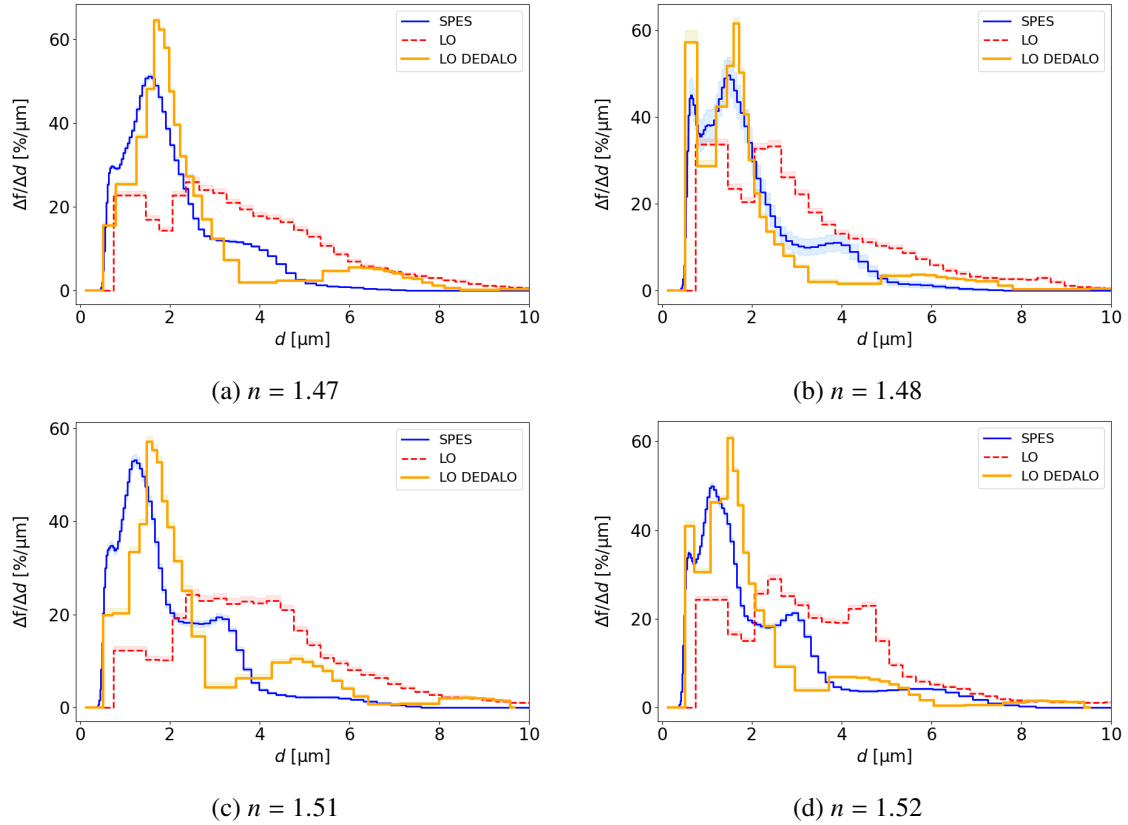 SPES
LO
LO DEDALO
Δf/Δd [%/µm]
60
40
20
0
0 2 4 6 8 10
d [µm]
(a) n = 1.47
SPES
LO
LO DEDALO
Δf/Δd [%/µm]
60
40
20
0
0 2 4 6 8 10
d [µm]
(b) n = 1.48
SPES
LO
LO DEDALO
Δf/Δd [%/µm]
60
40
20
0
0 2 4 6 8 10
d [µm]
(c) n = 1.51
SPES
LO
LO DEDALO
Δf/Δd [%/µm]
60
40
20
0
0 2 4 6 8 10
d [µm]
(d) n = 1.52